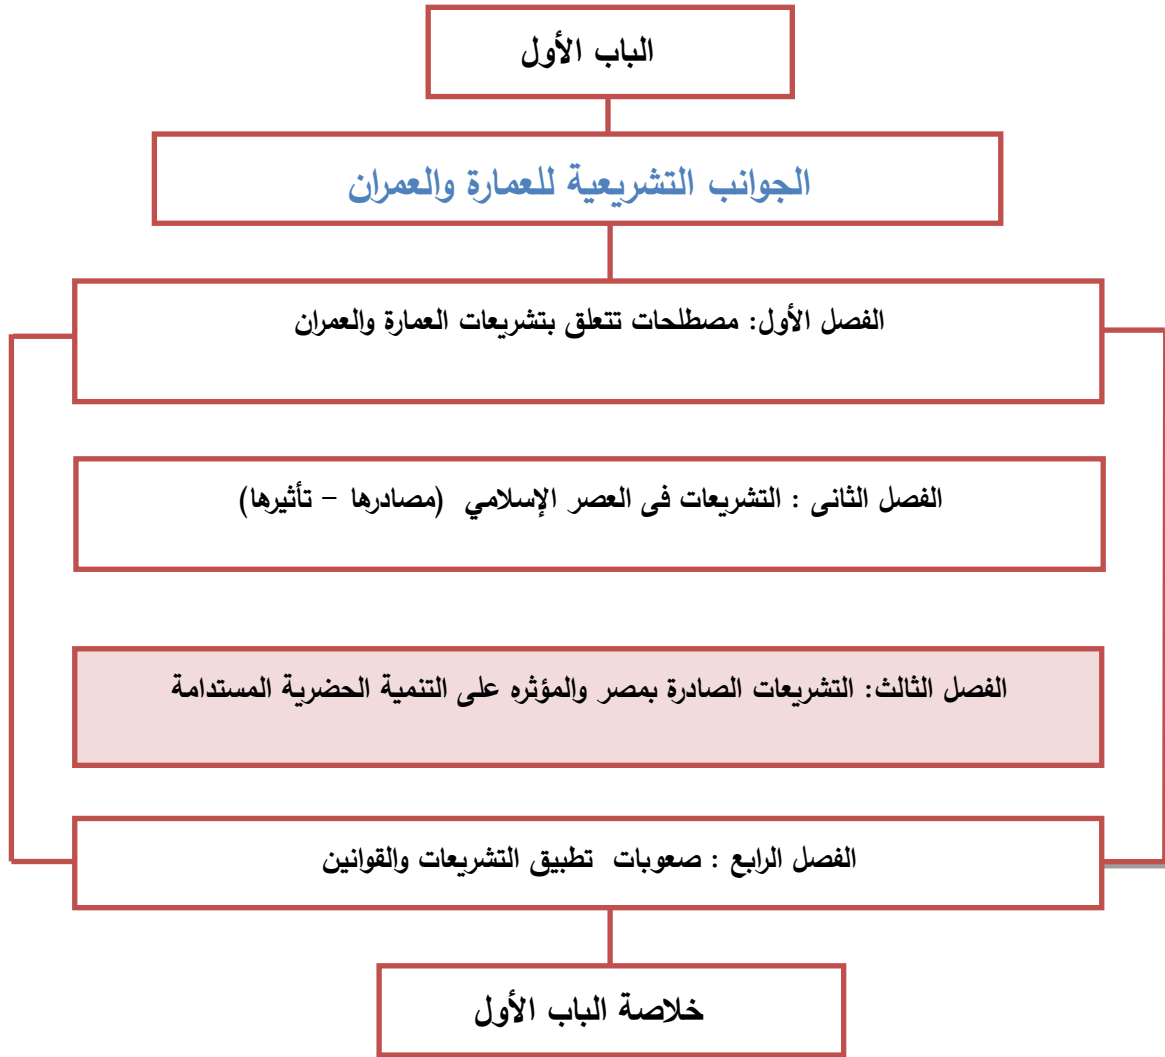 الباب الأول
الجوانب التشريعية للعمارة والعمران
الفصل الأول: مصطلحات تتعلق بتشريعات العمارة والعمران
الفصل الثانى : التشريعات فى العصر الإسلامي (مصادرها – تأثيرها)
الفصل الثالث: التشريعات الصادرة بمصر والمؤثره على التنمية الحضرية المستدامة
الفصل الرابع : صعوبات تطبيق التشريعات والقوانين
خلاصة الباب الأول